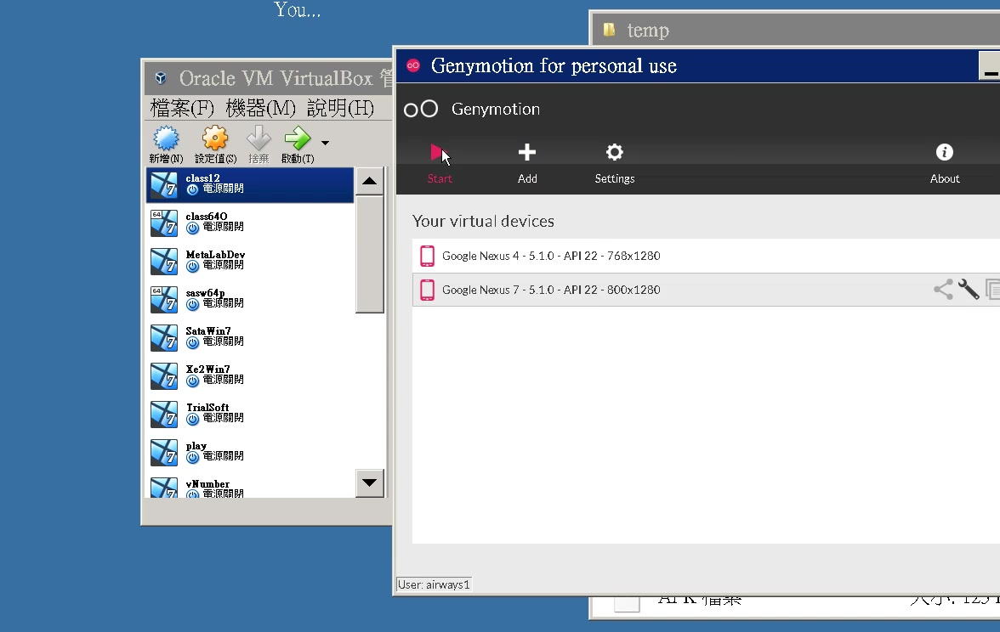 You...
temp
Oracle VM VirtualBox 管
檔案(F) 機器(M) 說明(H)
新增(N) 設定值(S) 捨棄 啟動(T)
class12
電源關閉
64
class64O
電源關閉
MetaLabDev
電源關閉
64
sasw64p
電源關閉
SataWin7
電源關閉
Xe2Win7
電源關閉
TrialSoft
電源關閉
play
電源關閉
vNumber
電源關閉
Genymotion for personal use
Genymotion
Start Add Settings About
Your virtual devices
Google Nexus 4 - 5.1.0 - API 22 - 768x1280
Google Nexus 7 - 5.1.0 - API 22 - 800x1280
User: airways1
APK 檔案 大小: 123